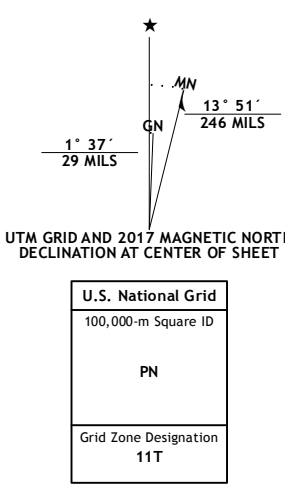 ★
MN
GN
13° 51´
246 MILS
1° 37´
29 MILS
UTM GRID AND 2017 MAGNETIC NORT
DECLINATION AT CENTER OF SHEET
U.S. National Grid
100,000-m Square ID
PN
Grid Zone Designation
11T